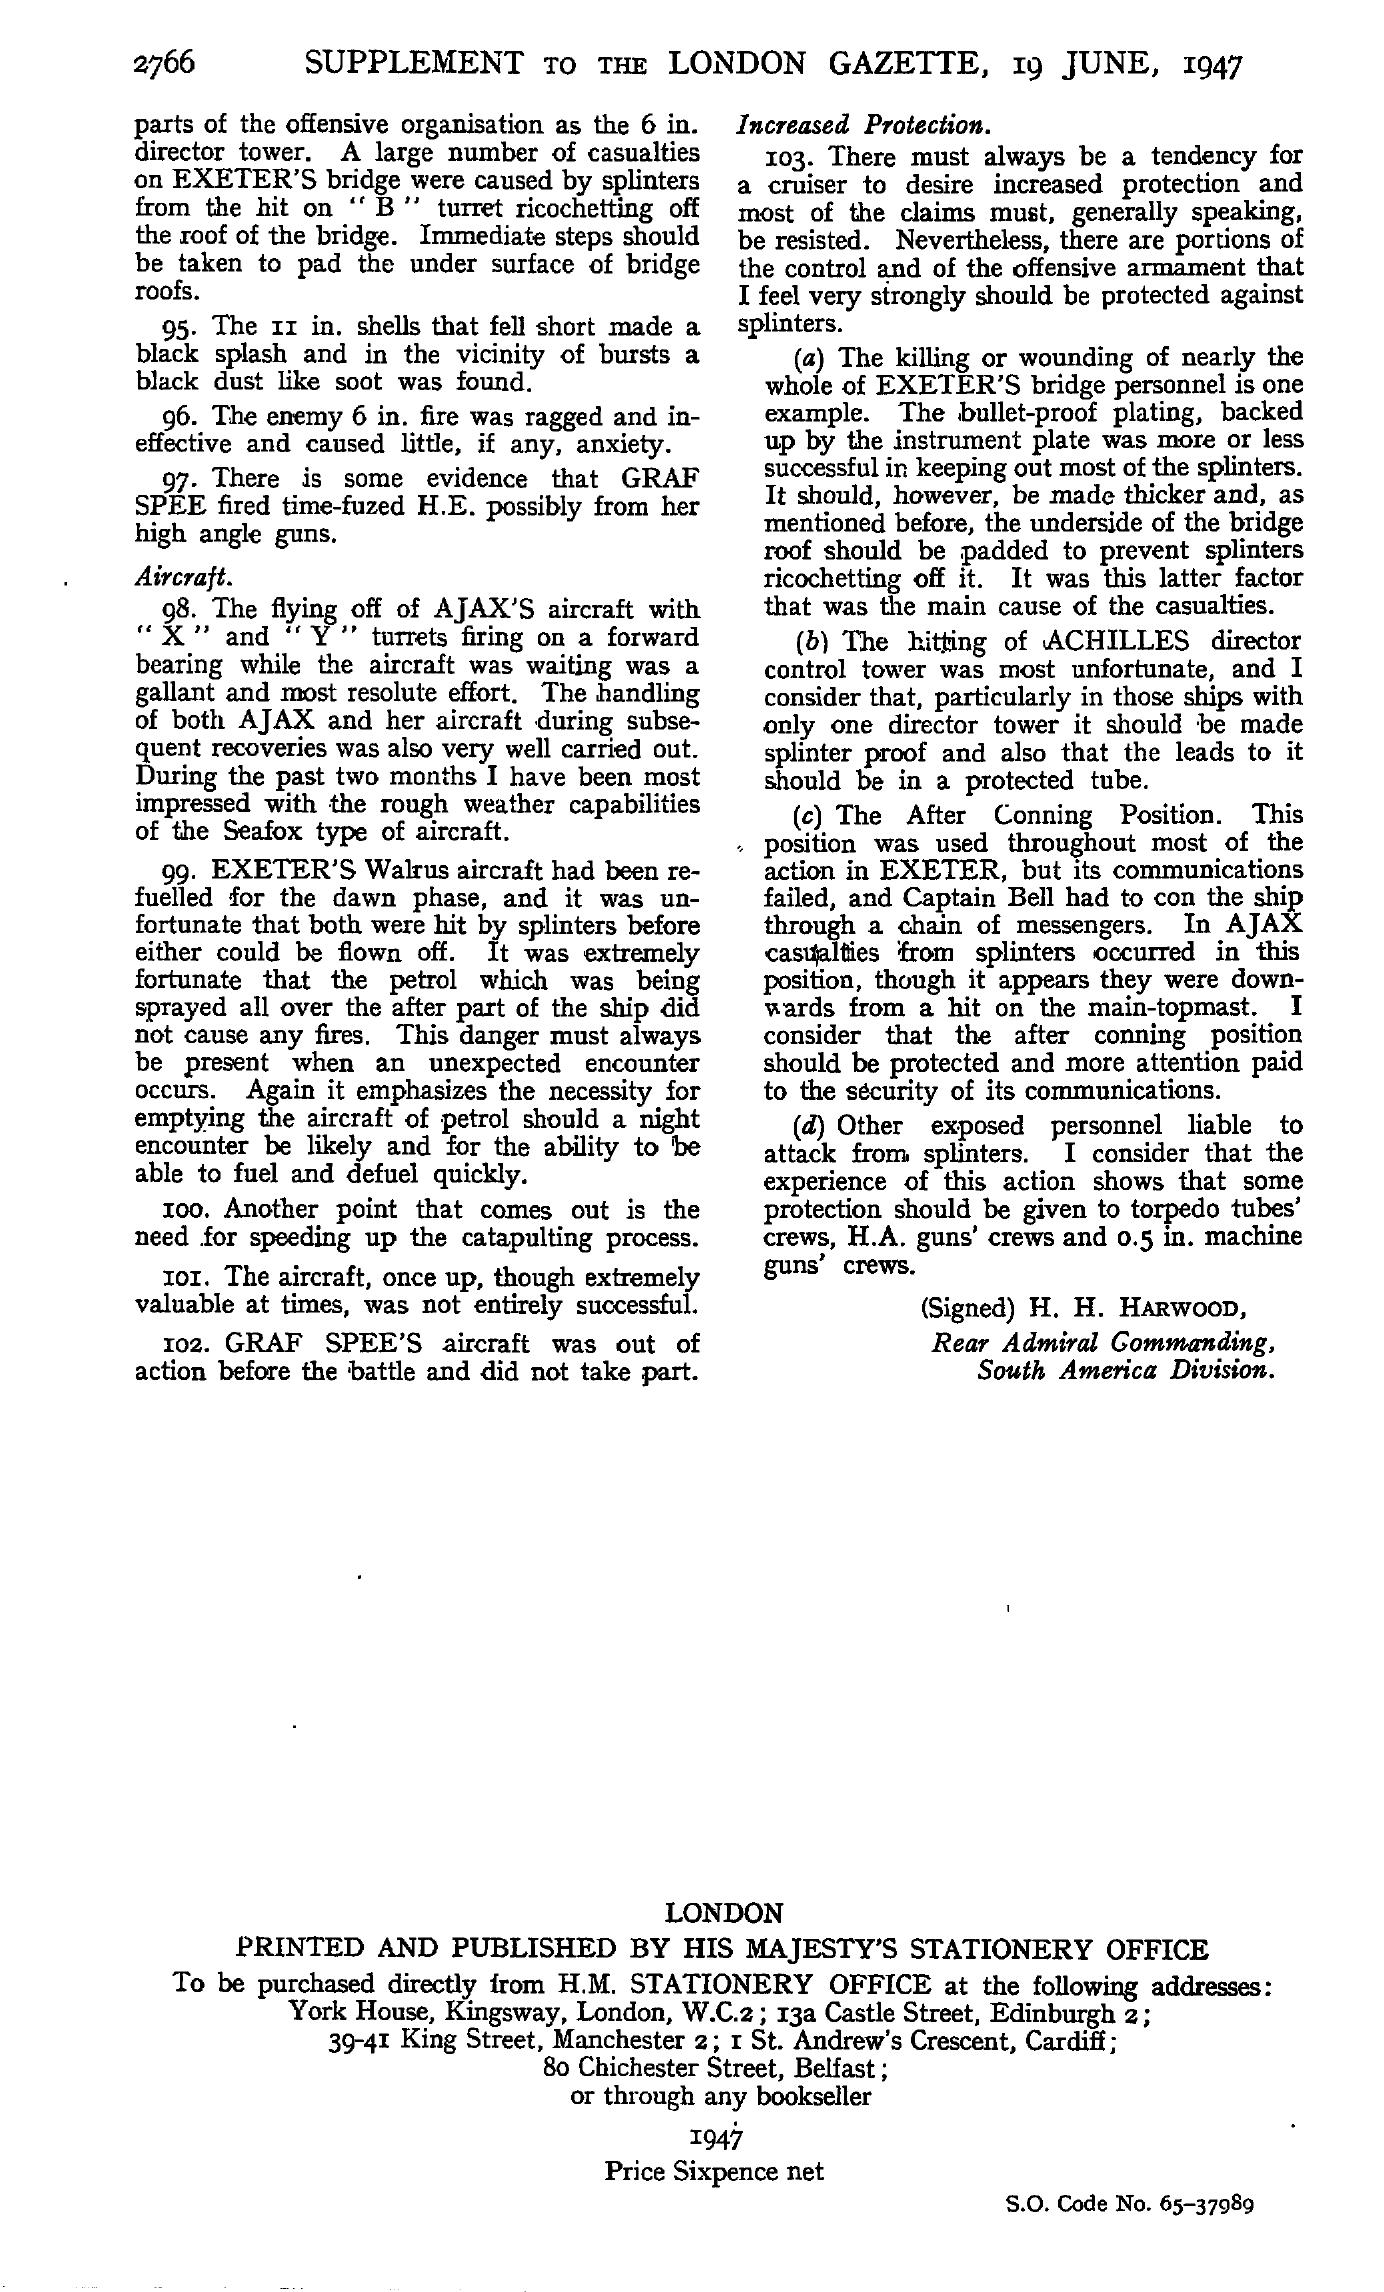 2766 SUPPLEMENT TO THE LONDON GAZETTE, 19 JUNE, 1947
parts of the offensive organisation as the 6 in.
director tower. A large number of casualties
on EXETER'S bridge were caused by splinters
from the hit on " B " turret ricochetting off
the roof of the bridge. Immediate steps should
be taken to pad the under surface of bridge
roofs.
95. The 11 in. shells that fell short made a
black splash and in the vicinity of bursts a
black dust like soot was found.
96. The enemy 6 in. fire was ragged and in-
effective and caused little, if any, anxiety.
97. There is some evidence that GRAF
SPEE fired time-fuzed H.E. possibly from her
high angle guns.
Aircraft.
98. The flying off of AJAX'S aircraft with
" X " and " Y " turrets firing on a forward
bearing while the aircraft was waiting was a
gallant and most resolute effort. The handling
of both AJAX and her aircraft during subse-
quent recoveries was also very well carried out.
During the past two months I have been most
impressed with the rough weather capabilities
of the Seafox type of aircraft.
99. EXETER'S Walrus aircraft had been re-
fuelled for the dawn phase, and it was un-
fortunate that both were hit by splinters before
either could be flown off. It was extremely
fortunate that the petrol which was being
sprayed all over the after part of the ship did
not cause any fires. This danger must always
be present when an unexpected encounter
occurs. Again it emphasizes the necessity for
emptying the aircraft of petrol should a night
encounter be likely and for the ability to be
able to fuel and defuel quickly.
100. Another point that comes out is the
need for speeding up the catapulting process.
101. The aircraft, once up, though extremely
valuable at times, was not entirely successful.
102. GRAF SPEE'S aircraft was out of
action before the battle and did not take part.
Increased Protection.
103. There must always be a tendency for
a cruiser to desire increased protection and
most of the claims must, generally speaking,
be resisted. Nevertheless, there are portions of
the control and of the offensive armament that
I feel very strongly should be protected against
splinters.
(a) The killing or wounding of nearly the
whole of EXETER'S bridge personnel is one
example. The bullet-proof plating, backed
up by the instrument plate was more or less
successful in keeping out most of the splinters.
It should, however, be made thicker and, as
mentioned before, the underside of the bridge
roof should be padded to prevent splinters
ricochetting off it. It was this latter factor
that was the main cause of the casualties.
(b) The hitting of ACHILLES director
control tower was most unfortunate, and I
consider that, particularly in those ships with
only one director tower it should be made
splinter proof and also that the leads to it
should be in a protected tube.
(c) The After Conning Position. This
position was used throughout most of the
action in EXETER, but its communications
failed, and Captain Bell had to con the ship
through a chain of messengers. In AJAX
casualties from splinters occurred in this
position, though it appears they were down-
wards from a hit on the main-topmast. I
consider that the after conning position
should be protected and more attention paid
to the security of its communications.
(d) Other exposed personnel liable to
attack from splinters. I consider that the
experience of this action shows that some
protection should be given to torpedo tubes'
crews, H.A. guns' crews and 0.5 in. machine
guns' crews.
(Signed) H. H. HARWOOD,
Rear Admiral Commanding,
South America Division.
LONDON
PRINTED AND PUBLISHED BY HIS MAJESTY'S STATIONERY OFFICE
To be purchased directly from H.M. STATIONERY OFFICE at the following addresses:
York House, Kingsway, London, W.C.2; 13a Castle Street, Edinburgh 2;
39-41 King Street, Manchester 2; 1 St. Andrew's Crescent, Cardiff;
80 Chichester Street, Belfast;
or through any bookseller
1947
Price Sixpence net
S.O. Code No. 65-37989